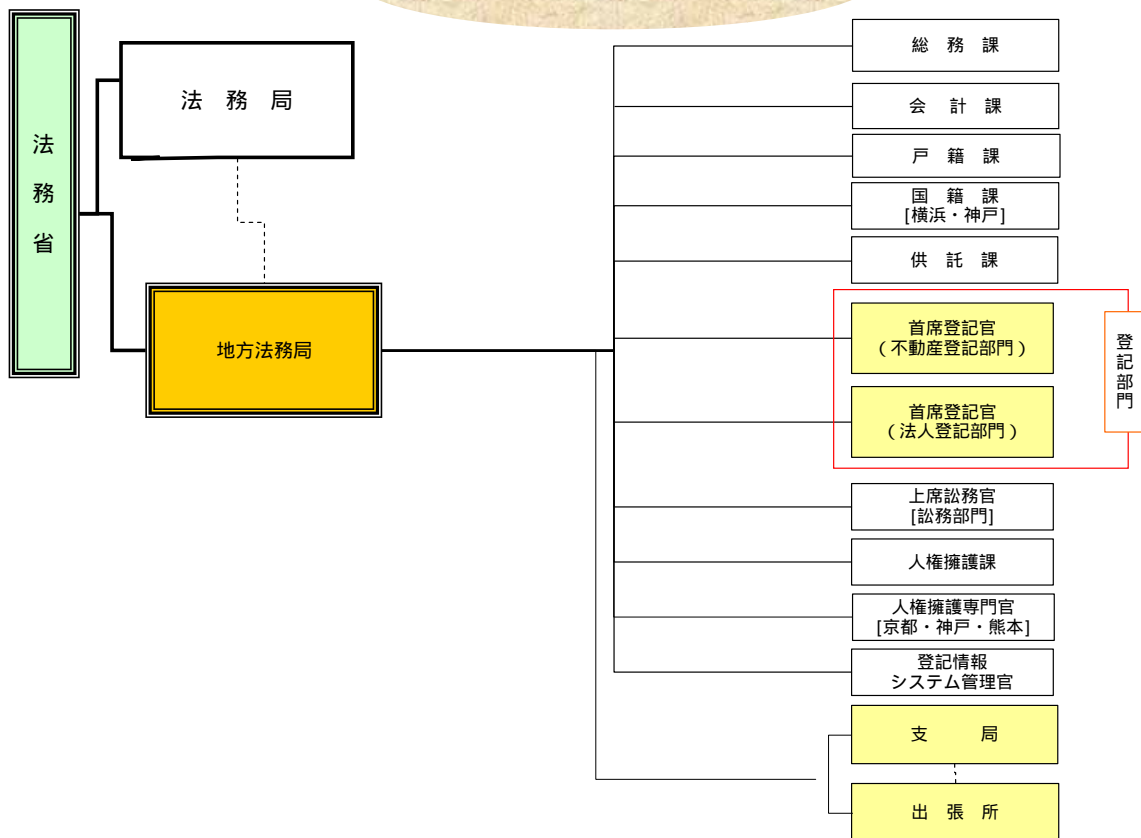 法務省
法 務 局
地方法務局
総 務 課
会 計 課
戸 籍 課
国 籍 課
[横浜・神戸]
供 託 課
首席登記官
(不動産登記部門)
首席登記官
(法人登記部門)
登記部門
上席訟務官
[訟務部門]
人権擁護課
人権擁護専門官
[京都・神戸・熊本]
登記情報
システム管理官
支 局
出 張 所